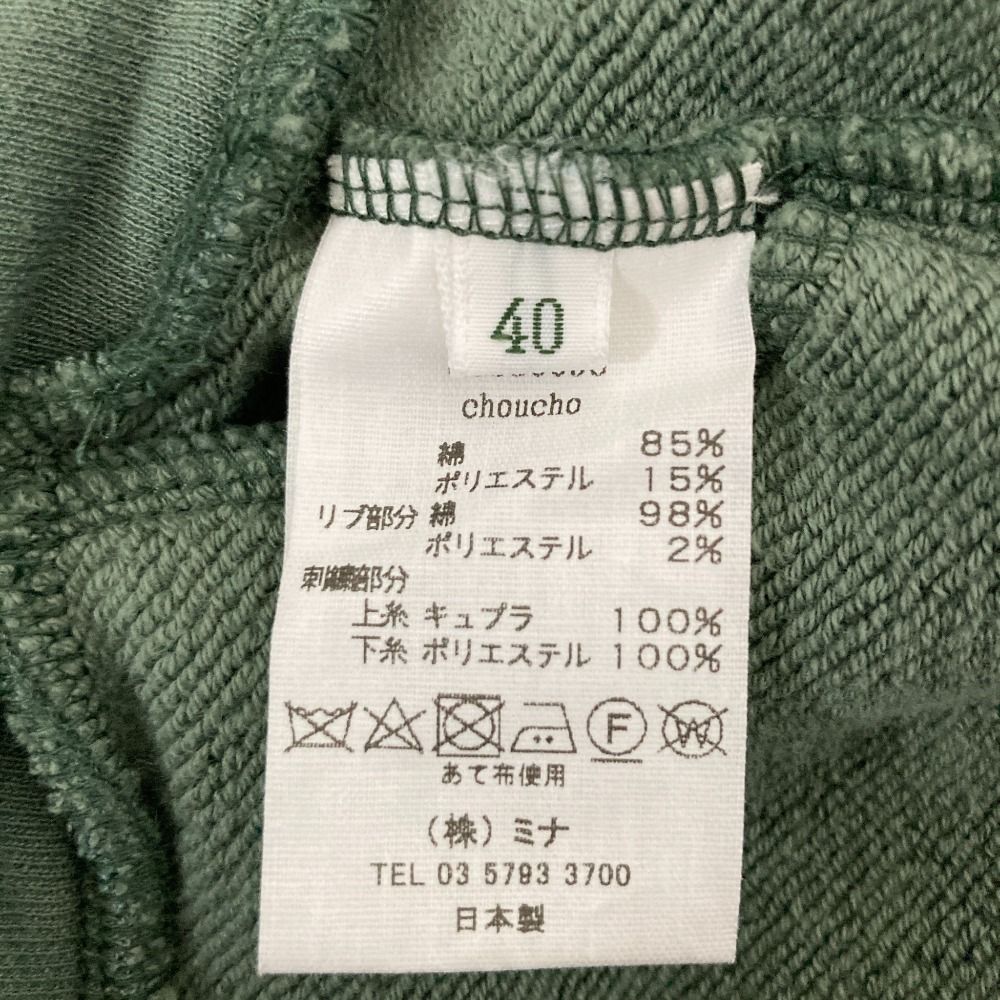 40
choucho
綿 85%
ポリエステル 15%
リブ部分 綿 98%
ポリエステル 2%
刺繍部分
上糸 キュプラ 100%
下糸 ポリエステル 100%
F W
あて布使用
(株) ミナ
TEL 03 5793 3700
日本製